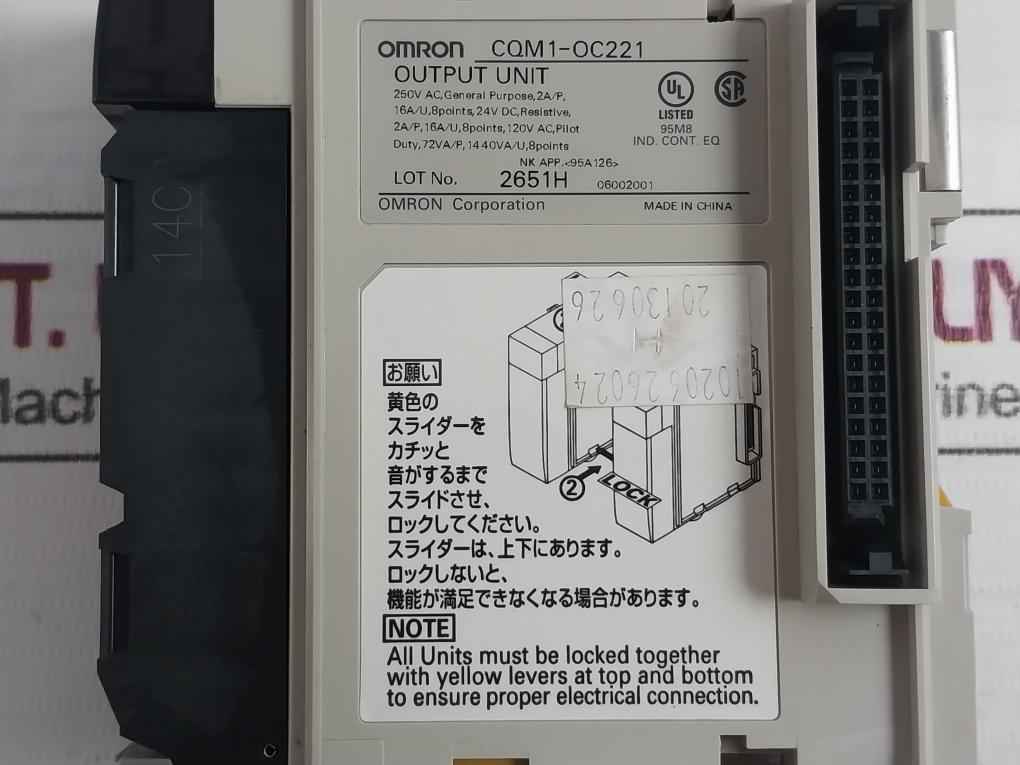 OMRON CQM1-OC221
OUTPUT UNIT
250V AC,General Purpose,2A/P,
16A/U,8points,24V DC,Resistive,
2A/P,16A/U,8points,120V AC,Pilot
Duty,72VA/P,1440VA/U,8points
UL
LISTED
95M8
IND. CONT. EQ
SA
NK APP.<95A126>
LOT No. 2651H 06002001
OMRON Corporation MADE IN CHINA
14C
20130626
H
1020626024
お願い
黄色の
スライダーを
カチッと
音がするまで
スライドさせ、
ロックしてください。
スライダーは、上下にあります。
ロックしないと、
機能が満足できなくなる場合があります。
② LOCK
NOTE
All Units must be locked together
with yellow levers at top and bottom
to ensure proper electrical connection.
T.